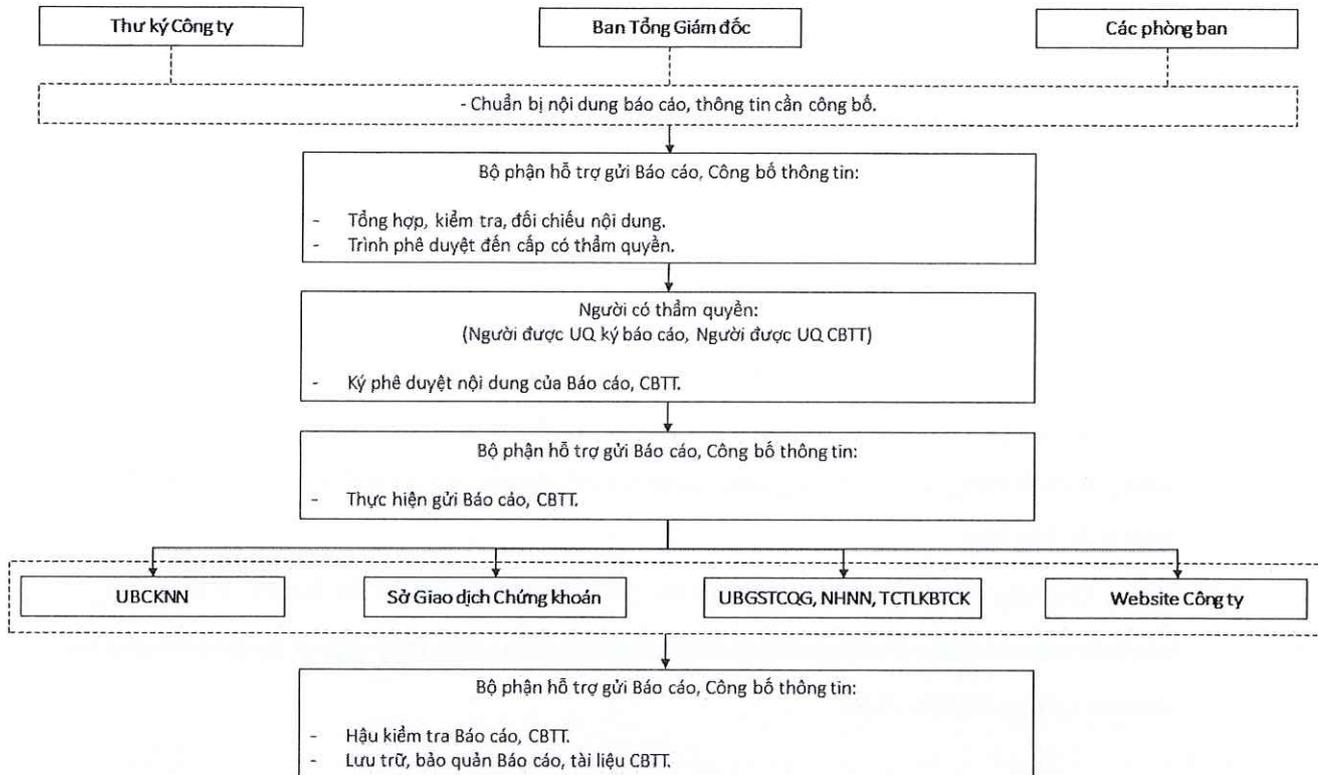 Thư ký Công ty
Ban Tổng Giám đốc
Các phòng ban
- Chuẩn bị nội dung báo cáo, thông tin cần công bố.
Bộ phận hỗ trợ gửi Báo cáo, Công bố thông tin:
- Tổng hợp, kiểm tra, đối chiếu nội dung.
- Trình phê duyệt đến cấp có thẩm quyền.
Người có thẩm quyền:
(Người được UQ ký báo cáo, Người được UQ CBTT)
- Ký phê duyệt nội dung của Báo cáo, CBTT.
Bộ phận hỗ trợ gửi Báo cáo, Công bố thông tin:
- Thực hiện gửi Báo cáo, CBTT.
UBCKNN
Sở Giao dịch Chứng khoán
UBGSTCQG, NHNN, TCTLKBTCK
Website Công ty
Bộ phận hỗ trợ gửi Báo cáo, Công bố thông tin:
- Hậu kiểm tra Báo cáo, CBTT.
- Lưu trữ, bảo quản Báo cáo, tài liệu CBTT.